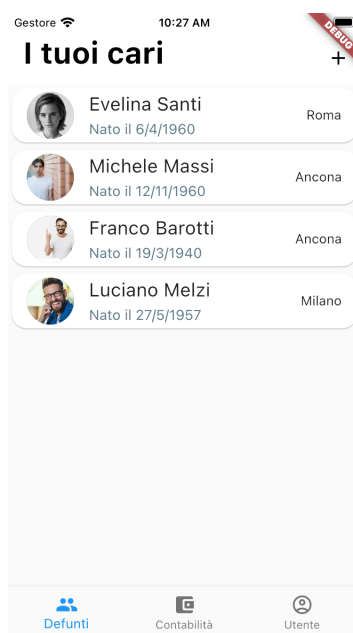 Gestore 10:27 AM
DEBUG
I tuoi cari
+
Evelina Santi
Nato il 6/4/1960
Roma
Michele Massi
Nato il 12/11/1960
Ancona
Franco Barotti
Nato il 19/3/1940
Ancona
Luciano Melzi
Nato il 27/5/1957
Milano
Defunti Contabilità Utente